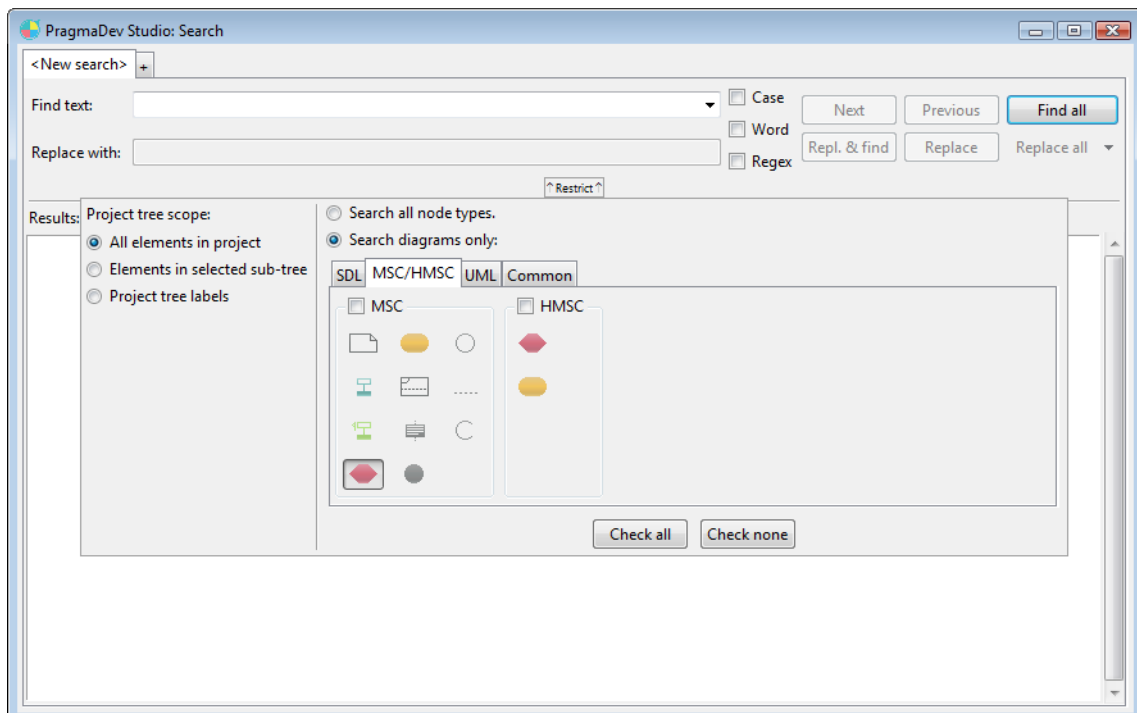 PragmaDev Studio: Search
<New search> +
Find text:
Case
Next Previous Find all
Word
Replace with:
Repl. & find Replace Replace all
Regex
↑Restrict↑
Results:
Project tree scope:
All elements in project
Elements in selected sub-tree
Project tree labels
Search all node types.
Search diagrams only:
SDL MSC/HMSC UML Common
MSC HMSC
Check all Check none